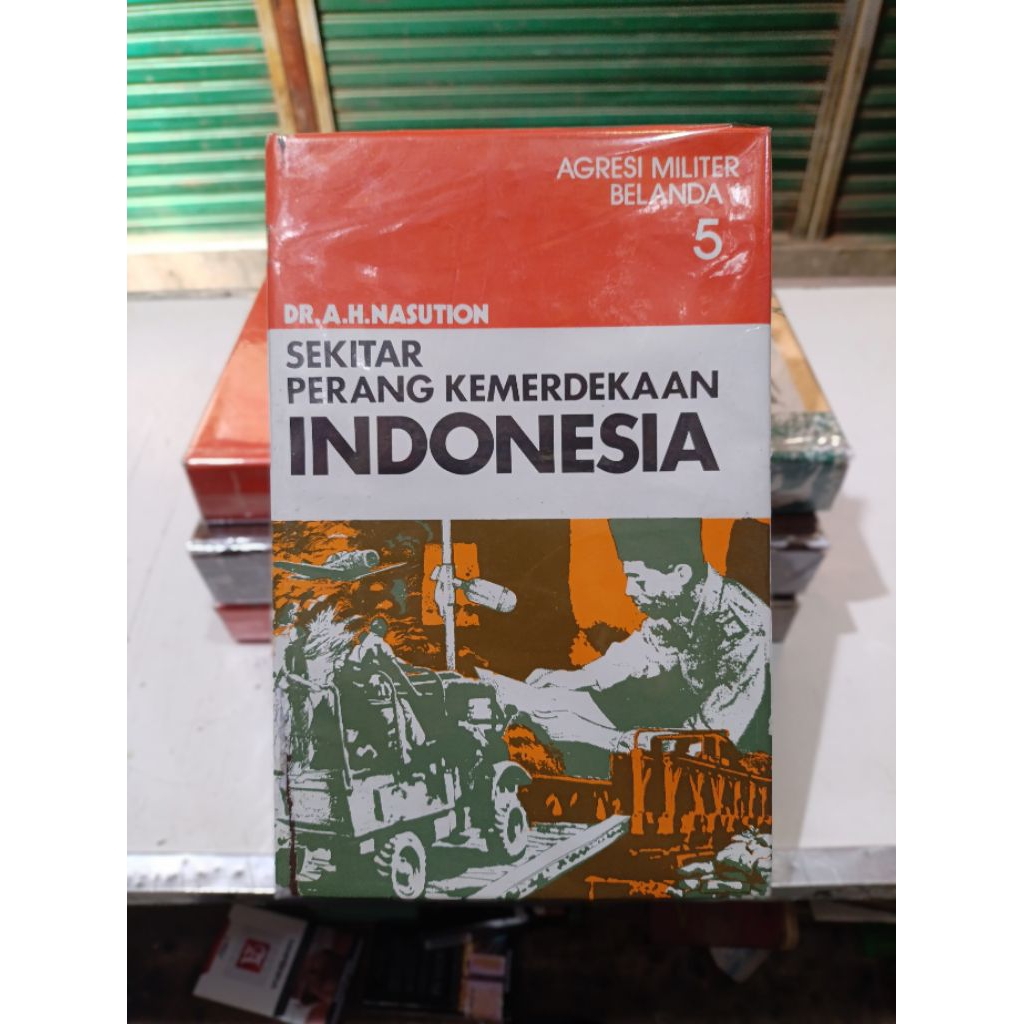 AGRESI MILITER
BELANDA I
5
DR.A.H.NASUTION
SEKITAR
PERANG KEMERDEKAAN
INDONESIA